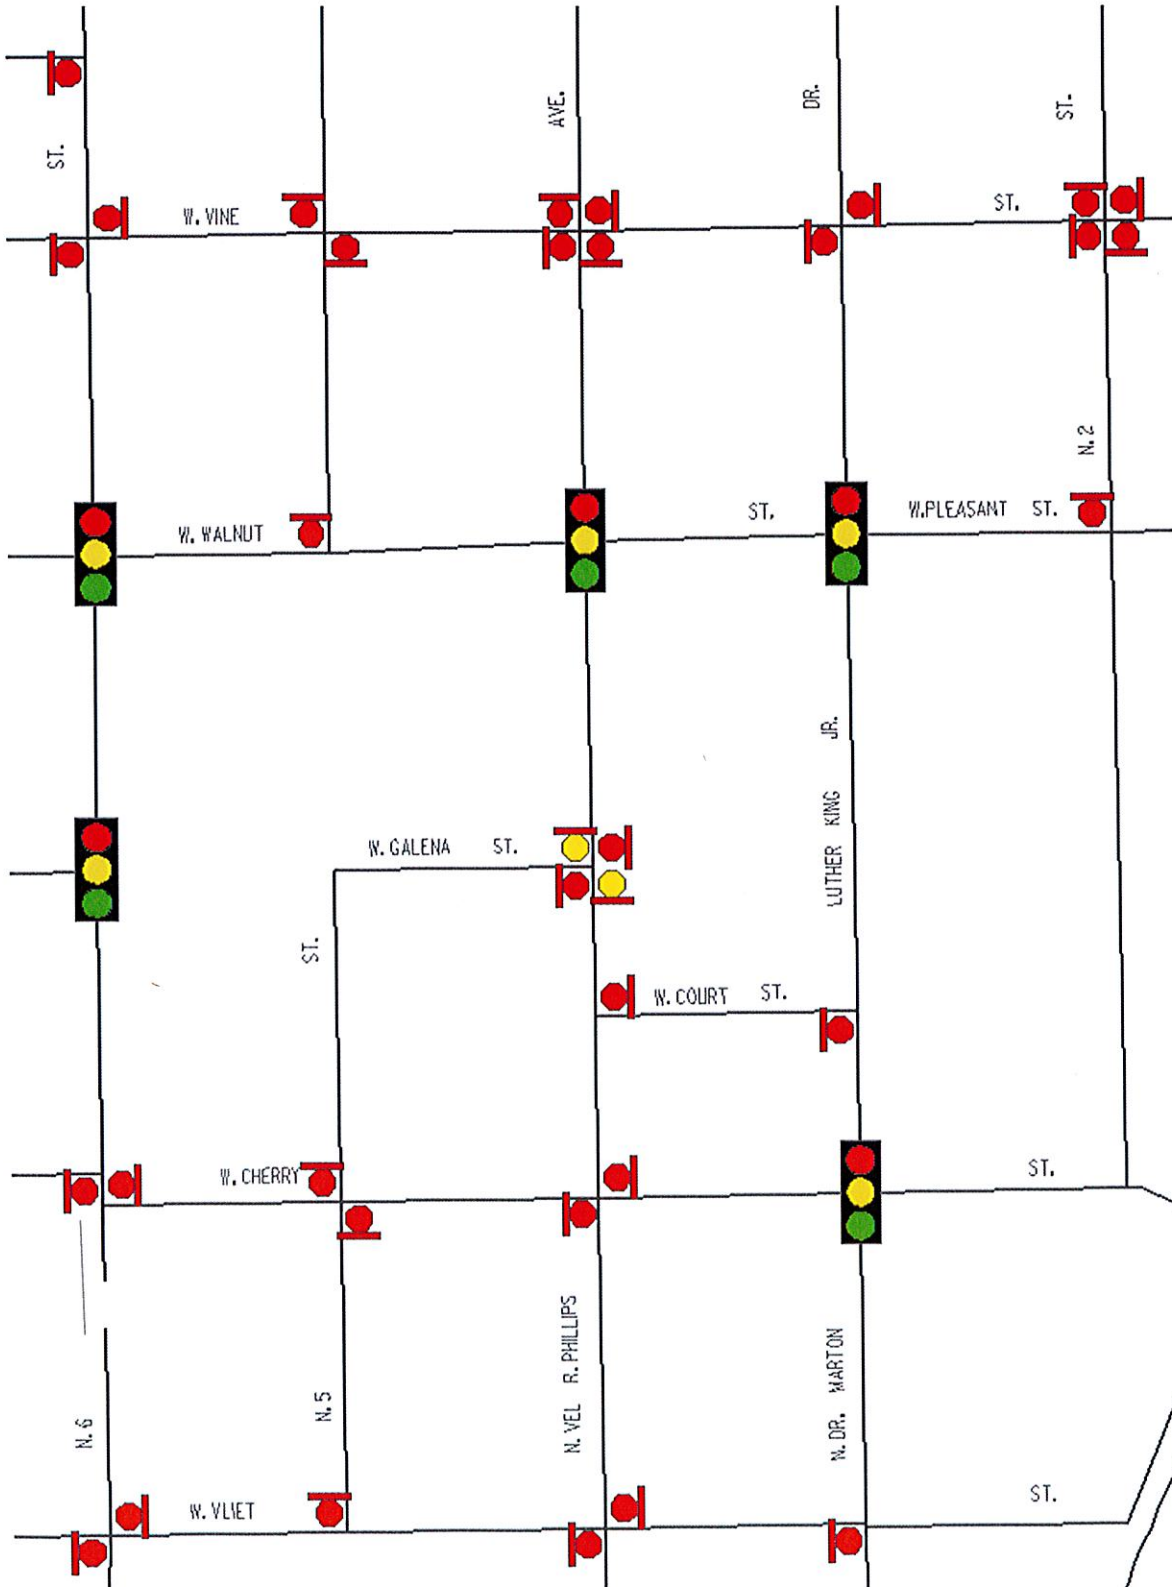 AVE.
DR.
ST.
ST.
W. VINE
ST.
N. 2
W. WALNUT
ST.
W.PLEASANT ST.
JR.
LUTHER KING
W. GALENA ST.
ST.
W. COURT ST.
W. CHERRY
ST.
R. PHILLIPS
N. VEL
MARTON
N. DR.
N. 5
N. 6
W. VLIET
ST.